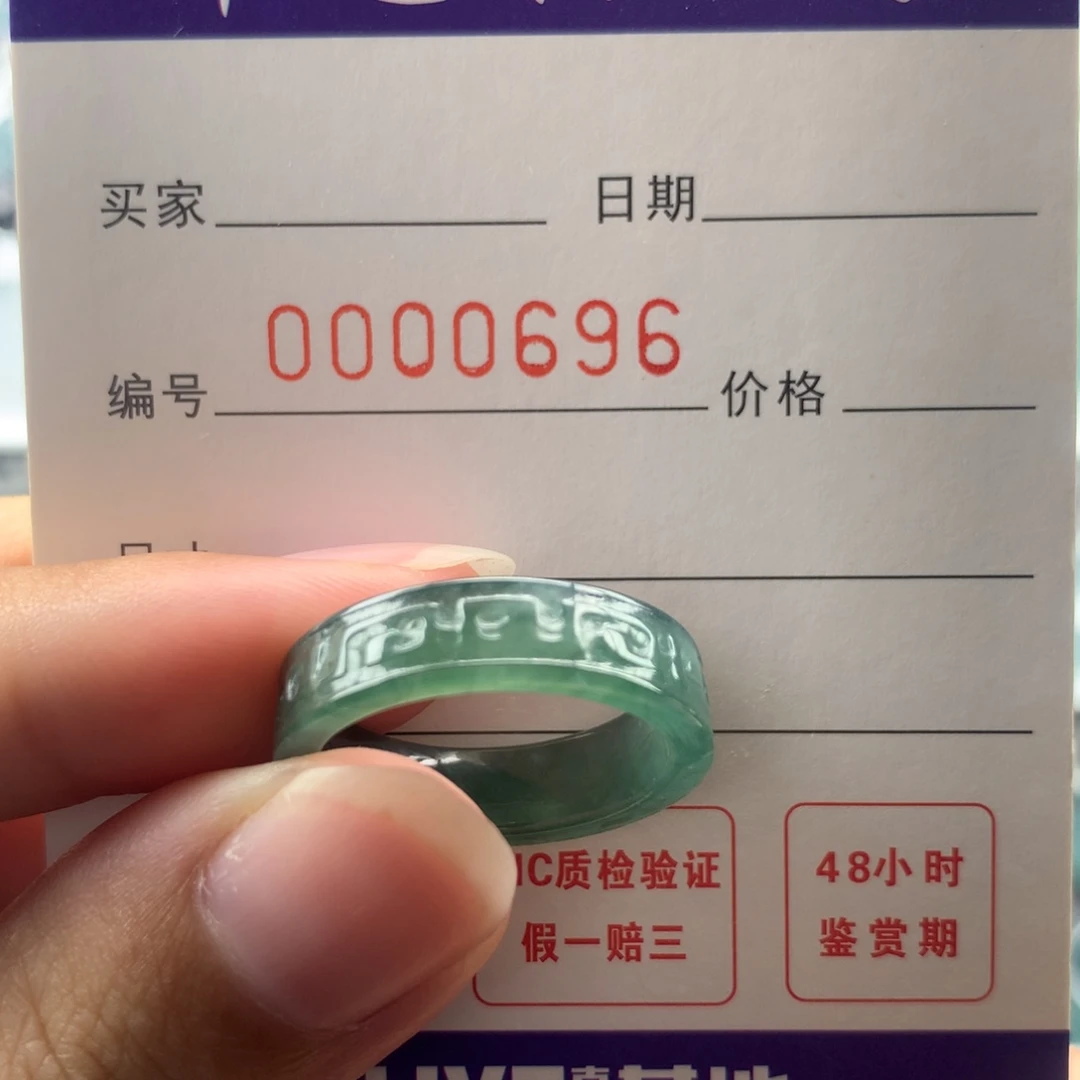 买家 日期
0000696
编号 价格
IC质检验证 48小时
假一赔三 鉴赏期